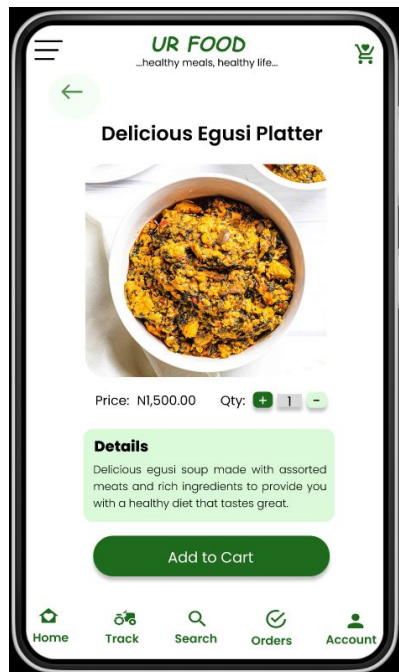 UR FOOD
...healthy meals, healthy life...
Delicious Egusi Platter
Price: N1,500.00 Qty: + 1 -
Details
Delicious egusi soup made with assorted
meats and rich ingredients to provide you
with a healthy diet that tastes great.
Add to Cart
Home Track Search Orders Account